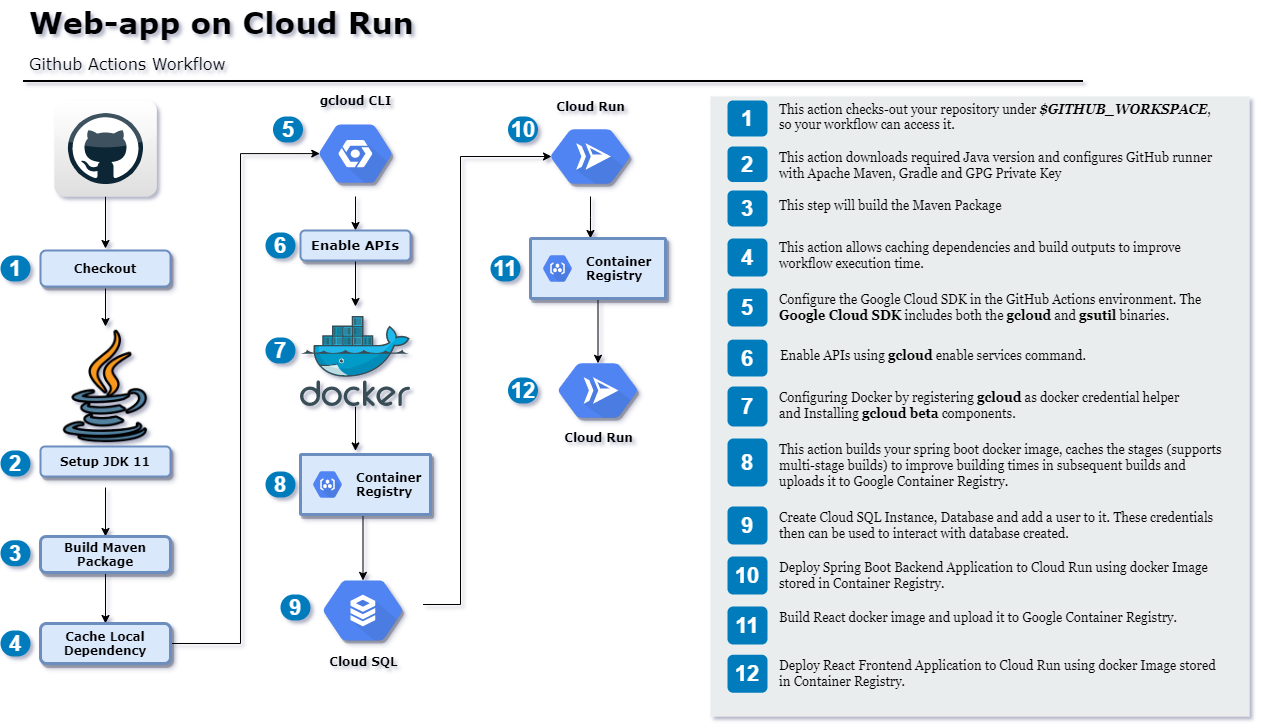 Web-app on Cloud Run
Github Actions Workflow
1
Checkout
2
Setup JDK 11
3
Build Maven
Package
4
Cache Local
Dependency
gcloud CLI
5
6
Enable APIs
7
docker
8
Container
Registry
9
Cloud SQL
Cloud Run
10
11
Container
Registry
12
Cloud Run
1
This action checks-out your repository under $GITHUB_WORKSPACE,
so your workflow can access it.
2
This action downloads required Java version and configures GitHub runner
with Apache Maven, Gradle and GPG Private Key
3
This step will build the Maven Package
4
This action allows caching dependencies and build outputs to improve
workflow execution time.
5
Configure the Google Cloud SDK in the GitHub Actions environment. The
Google Cloud SDK includes both the gcloud and gsutil binaries.
6
Enable APIs using gcloud enable services command.
7
Configuring Docker by registering gcloud as docker credential helper
and Installing gcloud beta components.
8
This action builds your spring boot docker image, caches the stages (supports
multi-stage builds) to improve building times in subsequent builds and
uploads it to Google Container Registry.
9
Create Cloud SQL Instance, Database and add a user to it. These credentials
then can be used to interact with database created.
10
Deploy Spring Boot Backend Application to Cloud Run using docker Image
stored in Container Registry.
11
Build React docker image and upload it to Google Container Registry.
12
Deploy React Frontend Application to Cloud Run using docker Image stored
in Container Registry.